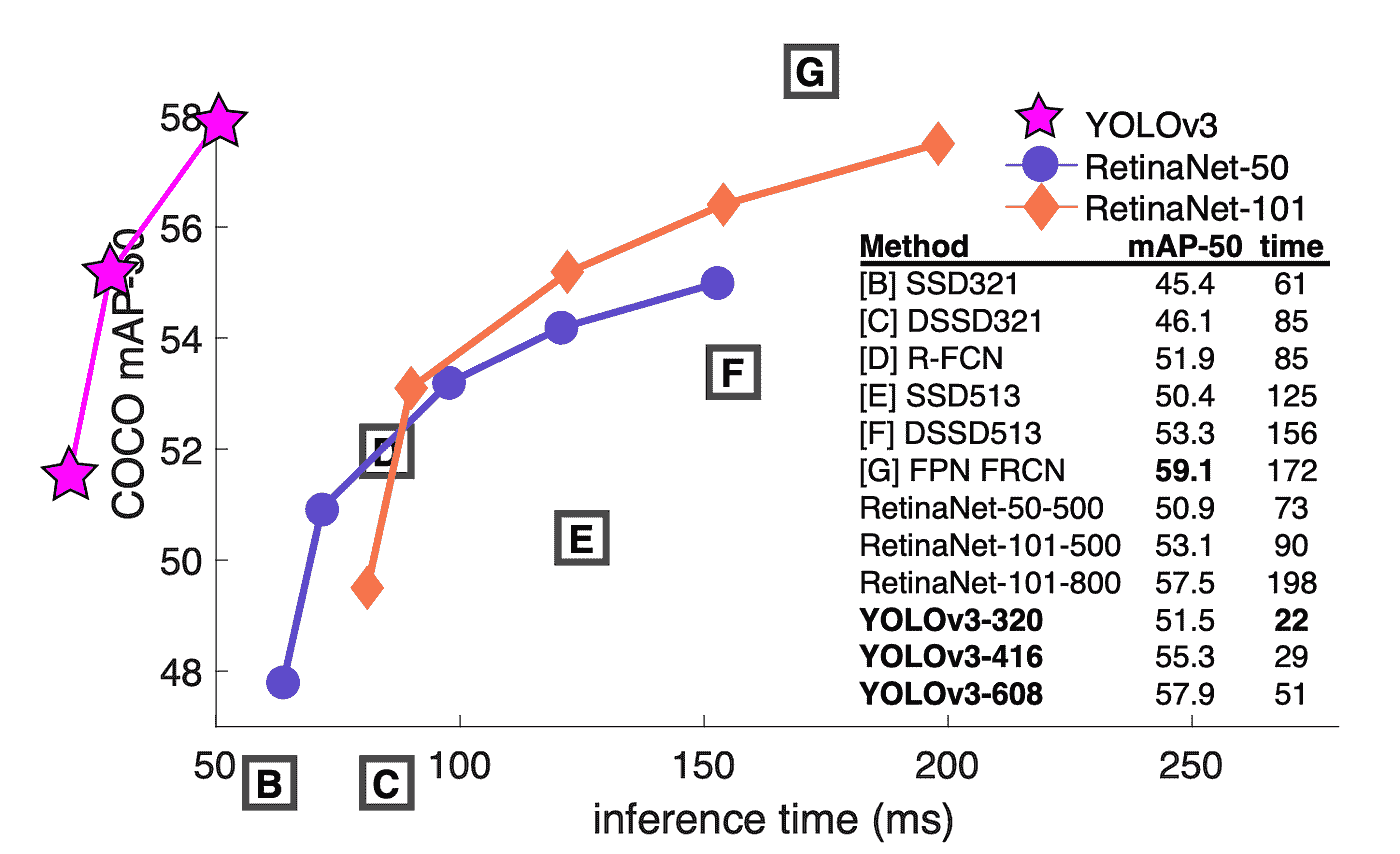 G
58
56
54
52
50
48
COCO mAP-50
D
E
F
YOLOv3
RetinaNet-50
RetinaNet-101
Method mAP-50 time
[B] SSD321 45.4 61
[C] DSSD321 46.1 85
[D] R-FCN 51.9 85
[E] SSD513 50.4 125
[F] DSSD513 53.3 156
[G] FPN FRCN 59.1 172
RetinaNet-50-500 50.9 73
RetinaNet-101-500 53.1 90
RetinaNet-101-800 57.5 198
YOLOv3-320 51.5 22
YOLOv3-416 55.3 29
YOLOv3-608 57.9 51
50 100 150 200 250
B C
inference time (ms)